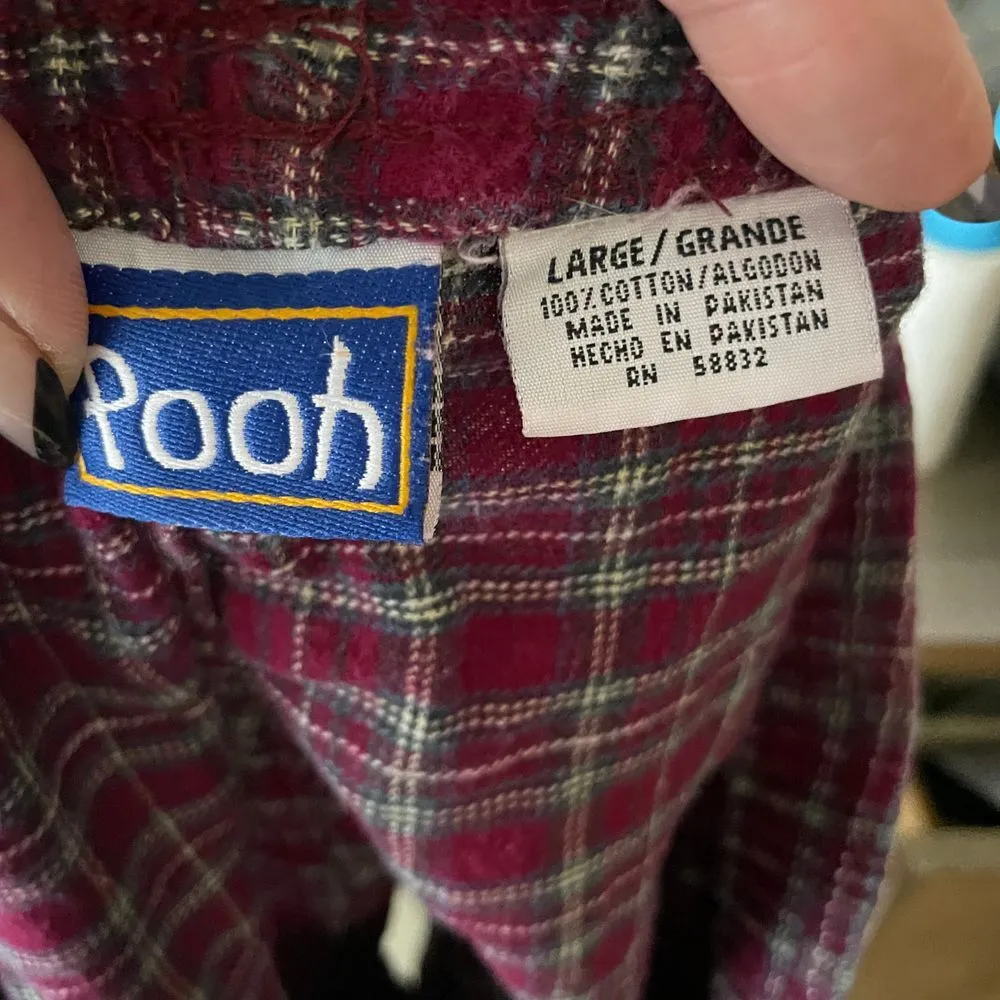 Pooh
LARGE/GRANDE
100% COTTON/ALGODON
MADE IN PAKISTAN
HECHO EN PAKISTAN
RN 58832